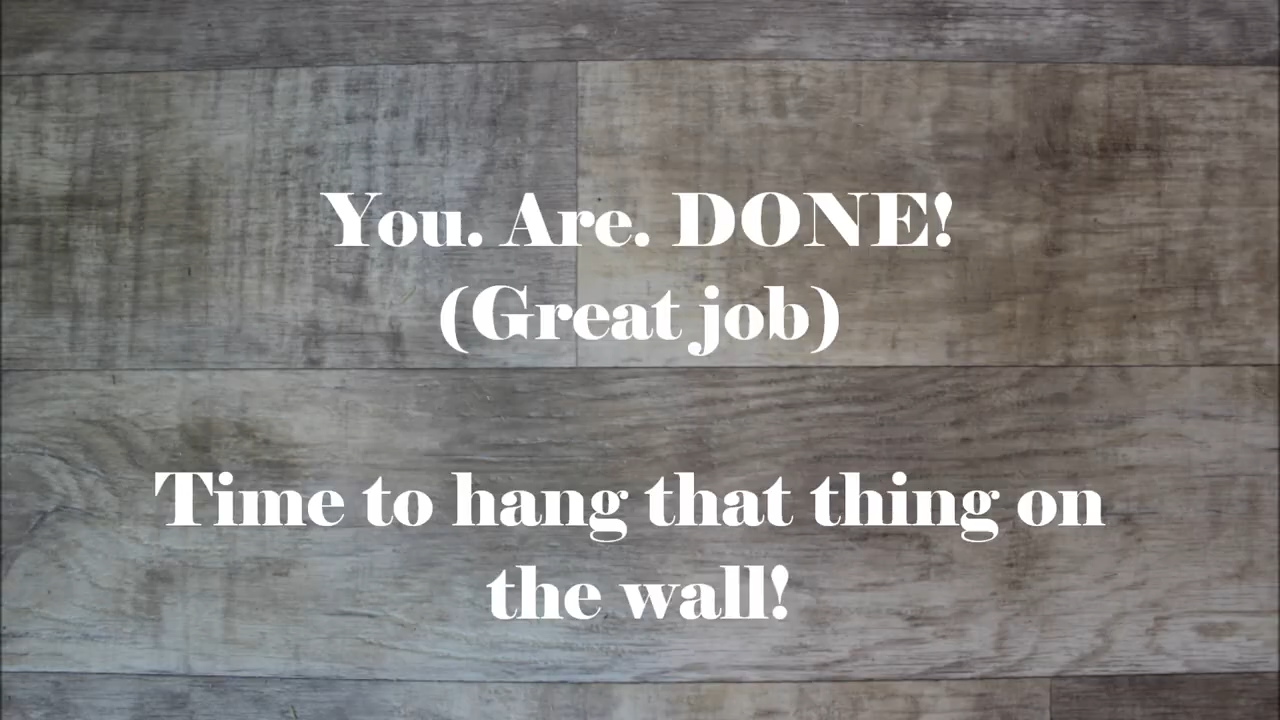 You. Are. DONE!
(Great job)
Time to hang that thing on
the wall!